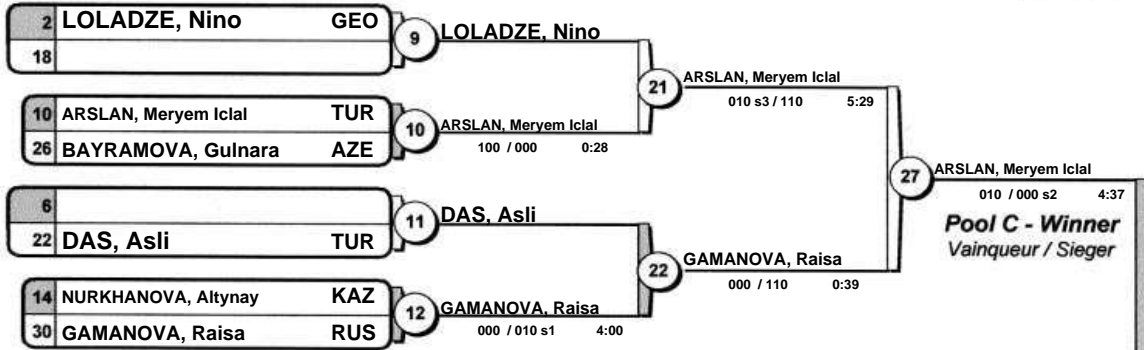 2 LOLADZE, Nino GEO
18
9 LOLADZE, Nino
10 ARSLAN, Meryem Iclal TUR
26 BAYRAMOVA, Gulnara AZE
10 ARSLAN, Meryem Iclal
100 / 000 0:28
21 ARSLAN, Meryem Iclal
010 s3 / 110 5:29
6
22 DAS, Asli TUR
11 DAS, Asli
14 NURKHANOVA, Altynay KAZ
30 GAMANOVA, Raisa RUS
12 GAMANOVA, Raisa
000 / 010 s1 4:00
22 GAMANOVA, Raisa
000 / 110 0:39
27 ARSLAN, Meryem Iclal
010 / 000 s2 4:37
Pool C - Winner
Vainqueur / Sieger